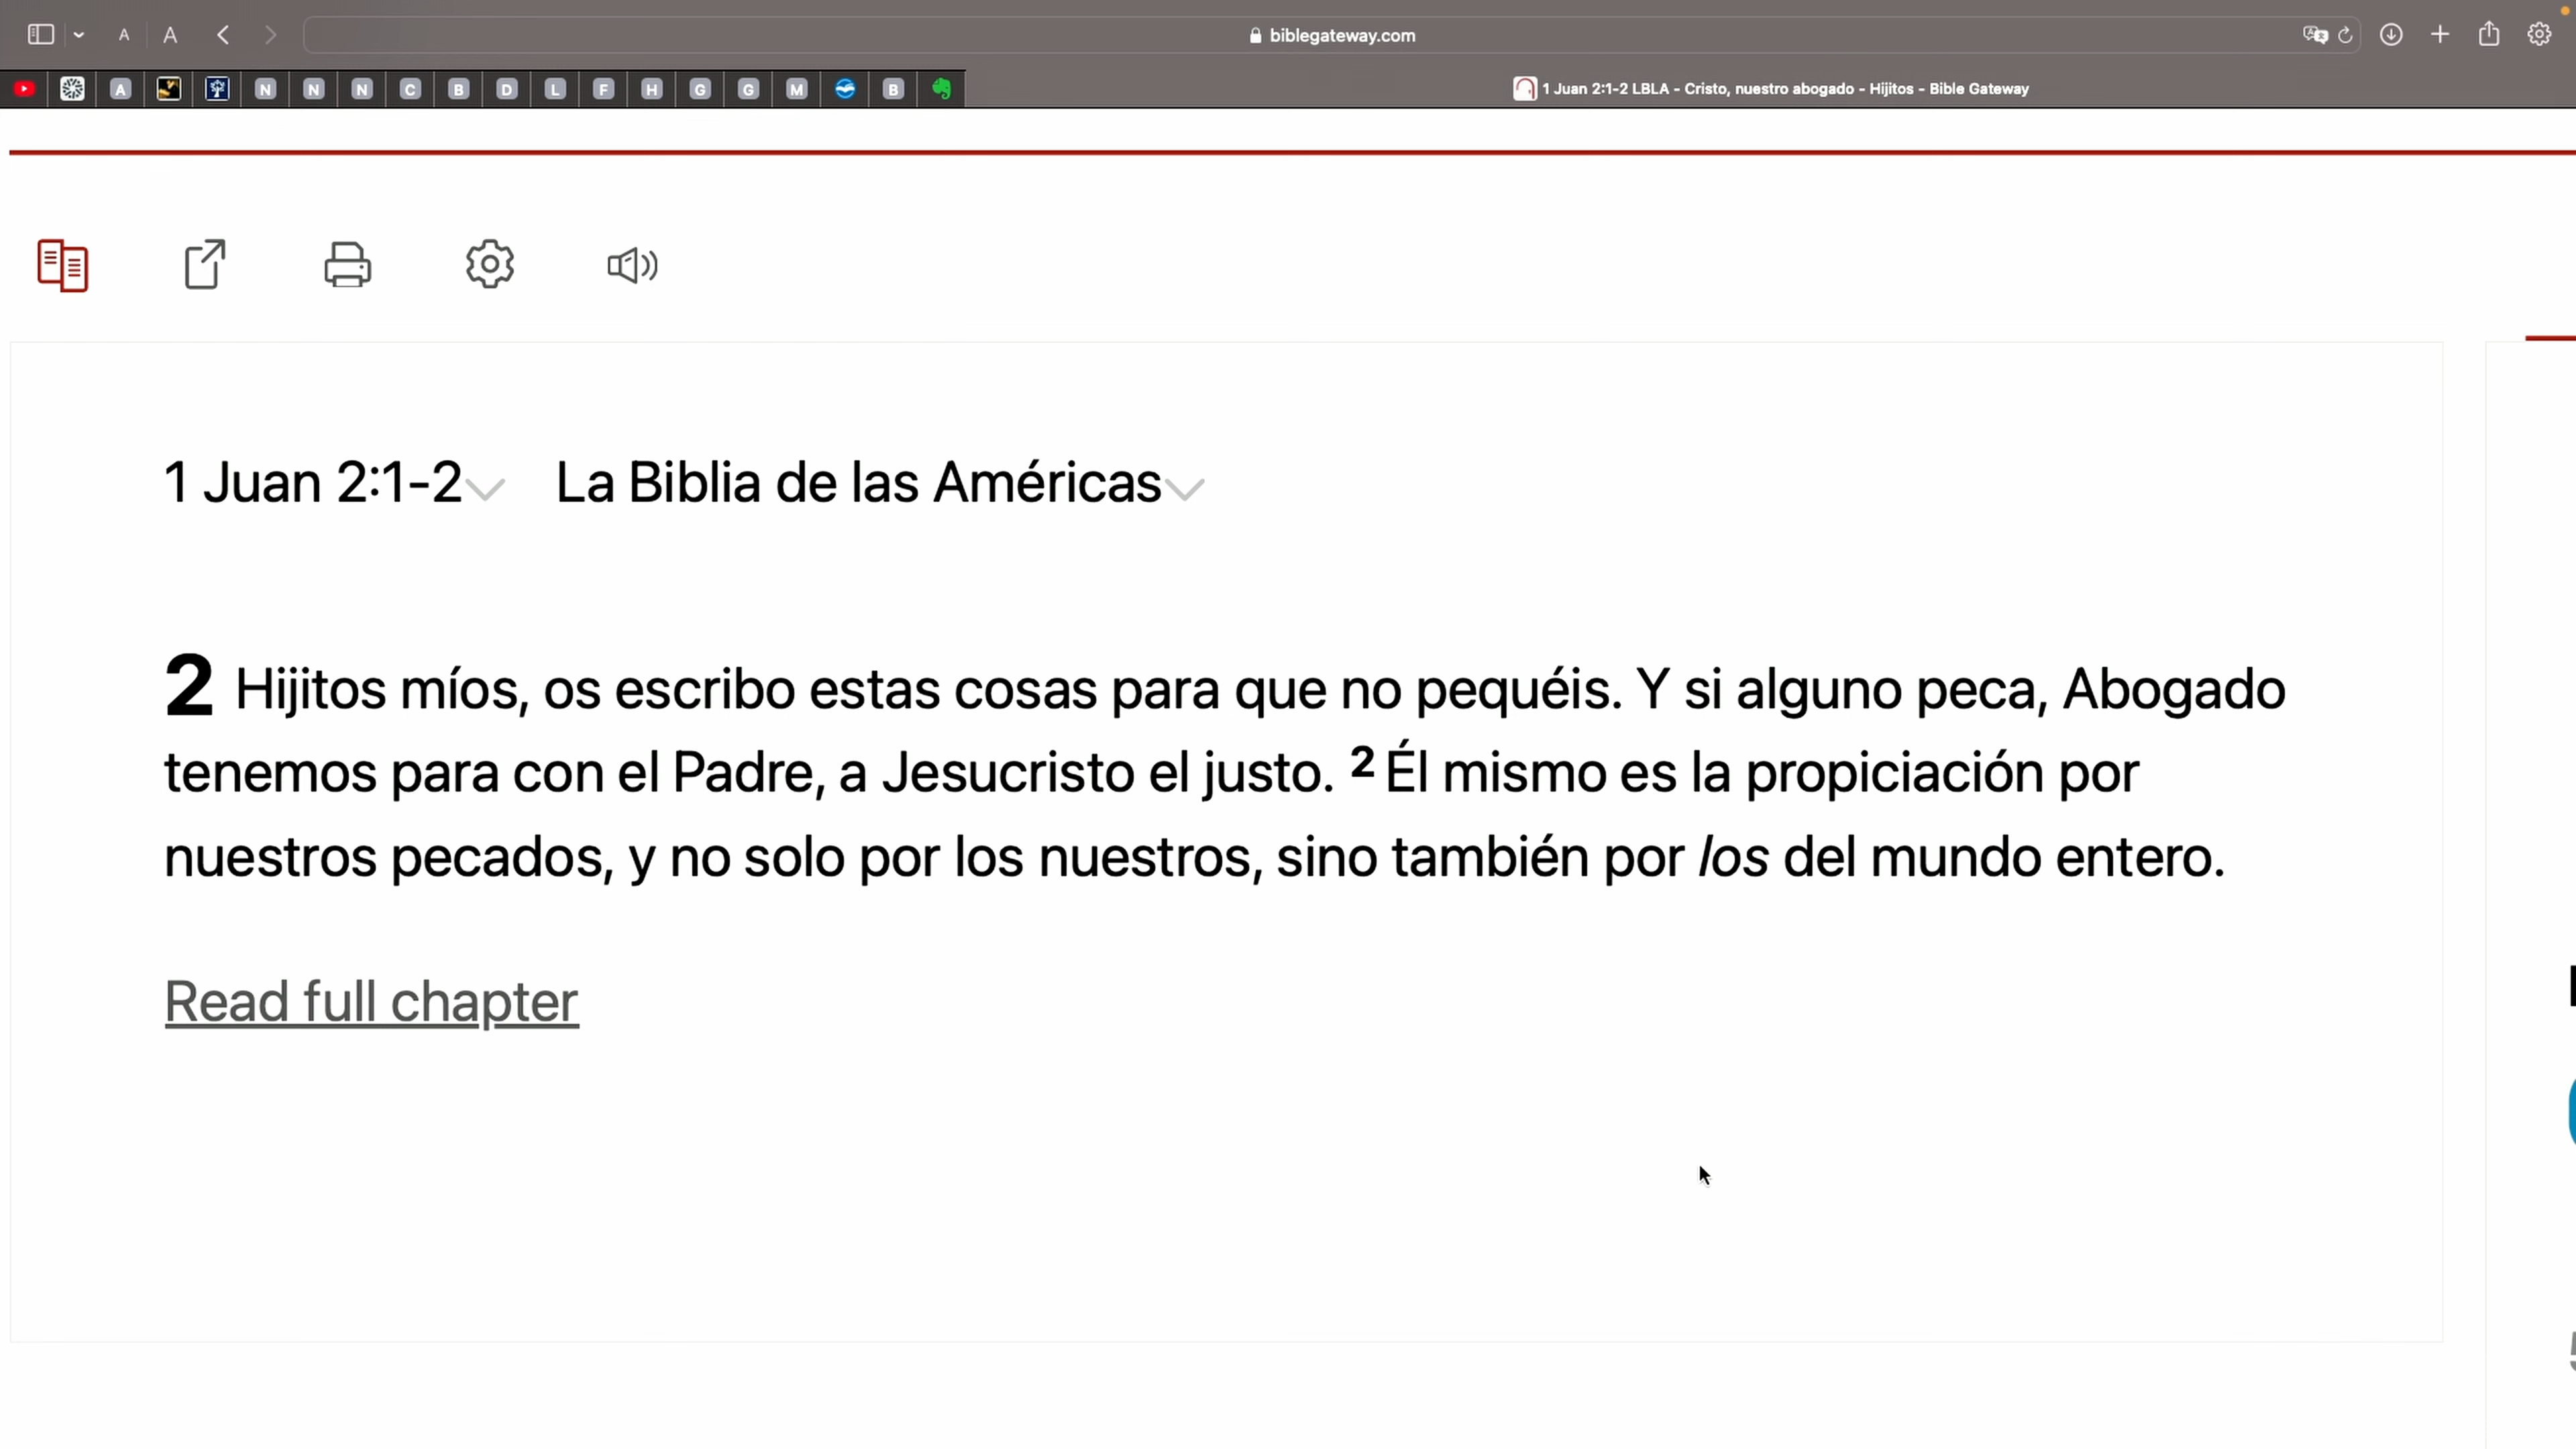 A A biblegateway.com
A N N N C B D L F H G G M B 1 Juan 2:1-2 LBLA - Cristo, nuestro abogado - Hijitos - Bible Gateway
1 Juan 2:1-2 La Biblia de las Américas
2 Hijitos míos, os escribo estas cosas para que no pequéis. Y si alguno peca, Abogado
tenemos para con el Padre, a Jesucristo el justo. 2 Él mismo es la propiciación por
nuestros pecados, y no solo por los nuestros, sino también por los del mundo entero.
Read full chapter